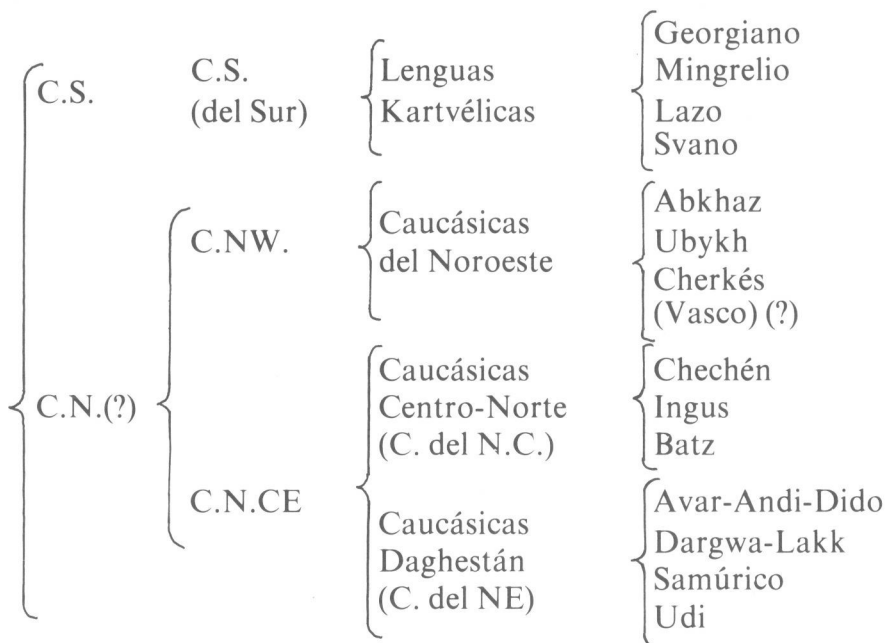 C.S.
C.S.
(del Sur)
Lenguas
Kartvélicas
Georgiano
Mingrelio
Lazo
Svano
C.N.(?)
C.NW.
Caucásicas
del Noroeste
Abkhaz
Ubykh
Cherkés
(Vasco) (?)
C.N.CE
Caucásicas
Centro-Norte
(C. del N.C.)
Chechén
Ingus
Batz
Caucásicas
Daghestán
(C. del NE)
Avar-Andi-Dido
Dargwa-Lakk
Samúrico
Udi